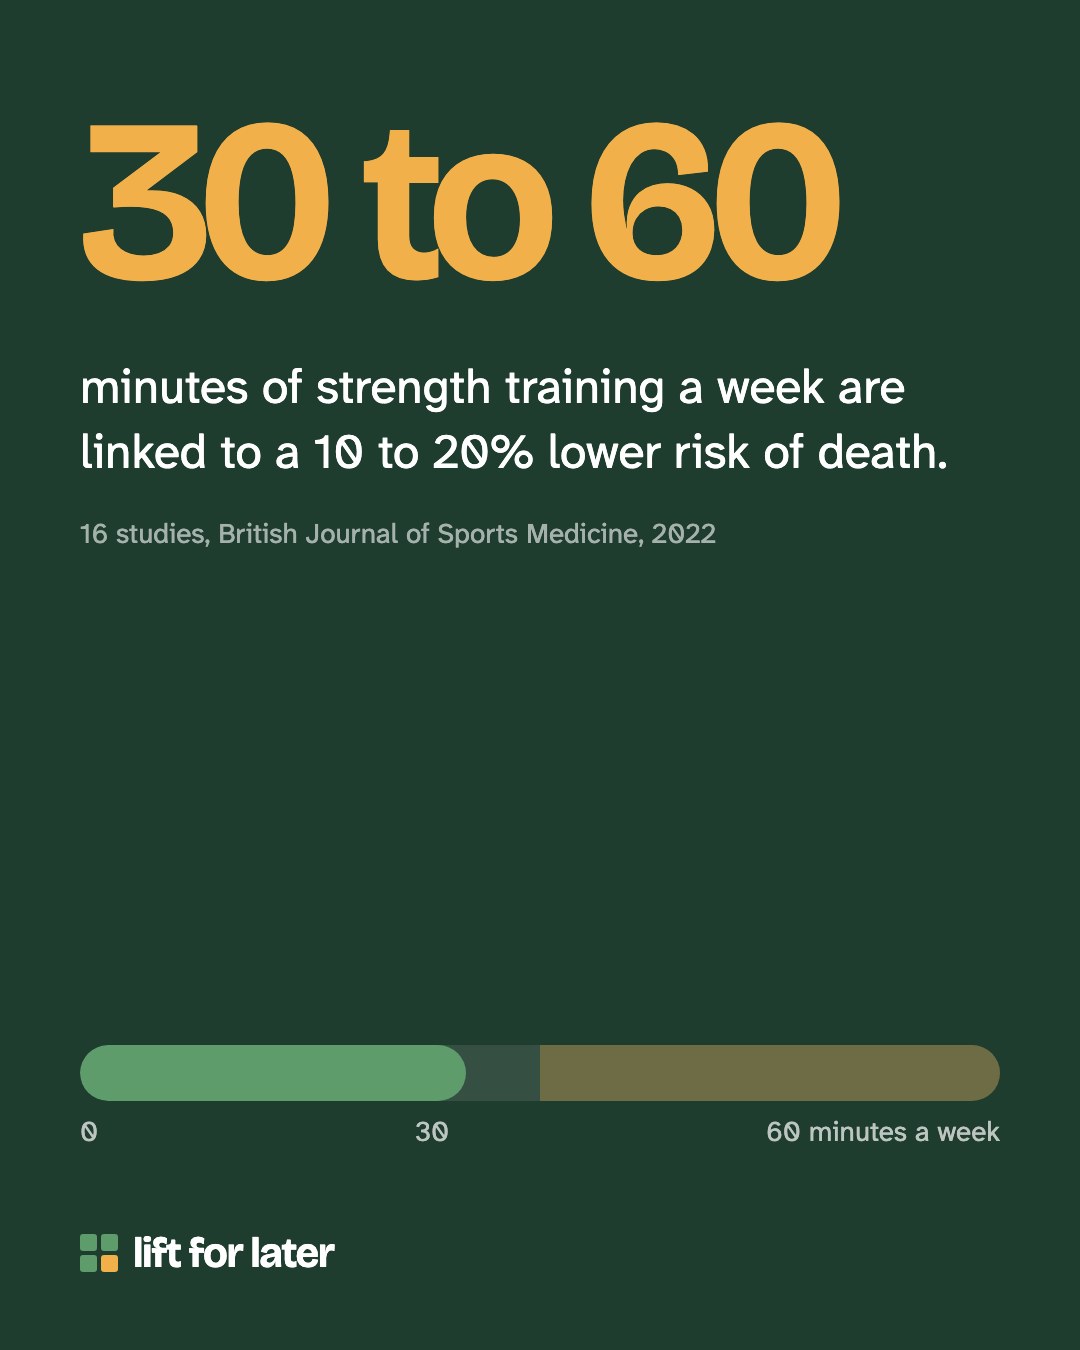 30 to 60
minutes of strength training a week are
linked to a 10 to 20% lower risk of death.
16 studies, British Journal of Sports Medicine, 2022
0 30 60 minutes a week
lift for later